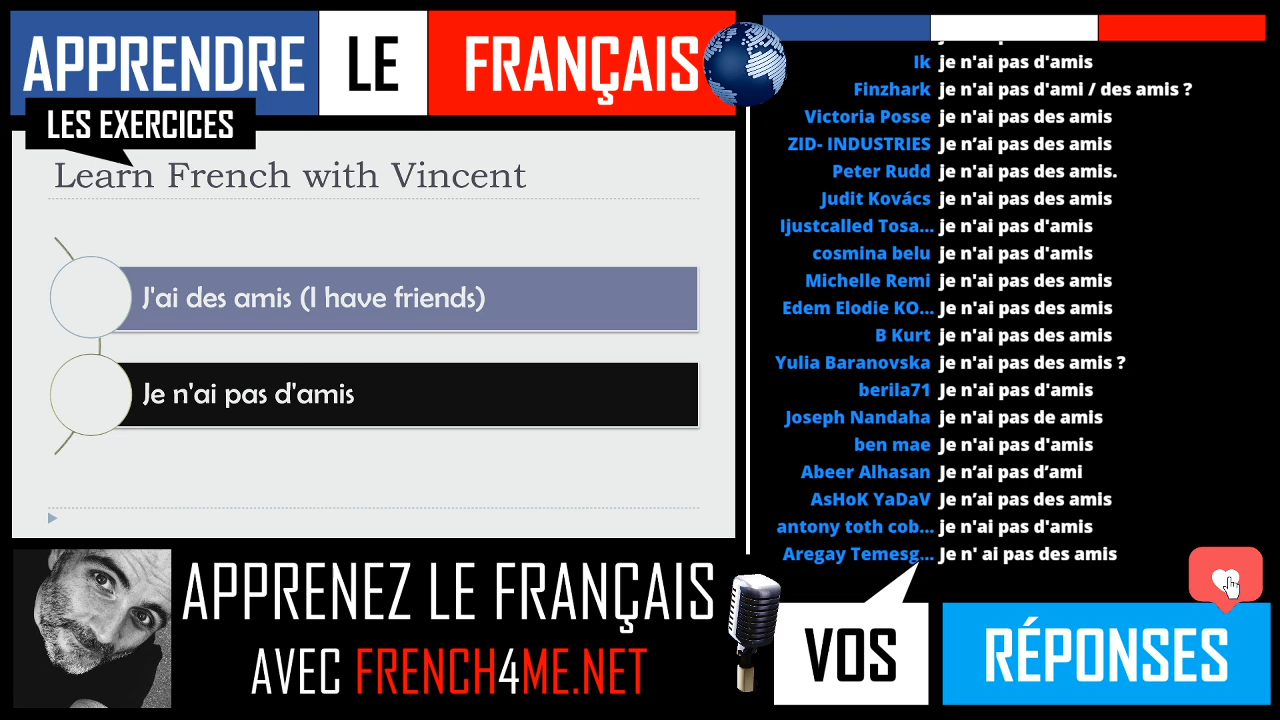 APPRENDRE LE FRANÇAIS
LES EXERCICES
Learn French with Vincent
J'ai des amis (I have friends)
Je n'ai pas d'amis
APPRENEZ LE FRANÇAIS
AVEC FRENCH4ME.NET
Ik je n'ai pas d'amis
Finzhark je n'ai pas d'ami / des amis ?
Victoria Posse je n'ai pas des amis
ZID- INDUSTRIES Je n’ai pas des amis
Peter Rudd je n'ai pas des amis.
Judit Kovács je n'ai pas des amis
Ijustcalled Tosa... je n'ai pas d'amis
cosmina belu je n'ai pas d'amis
Michelle Remi je n'ai pas des amis
Edem Elodie KO... Je n'ai pas des amis
B Kurt je n'ai pas des amis
Yulia Baranovska je n'ai pas des amis ?
berila71 Je n'ai pas d'amis
Joseph Nandaha je n'ai pas de amis
ben mae Je n'ai pas d'amis
Abeer Alhasan Je n’ai pas d’ami
AsHoK YaDaV Je n’ai pas des amis
antony toth cob... je n'ai pas d'amis
Aregay Temesg... Je n' ai pas des amis
VOS RÉPONSES